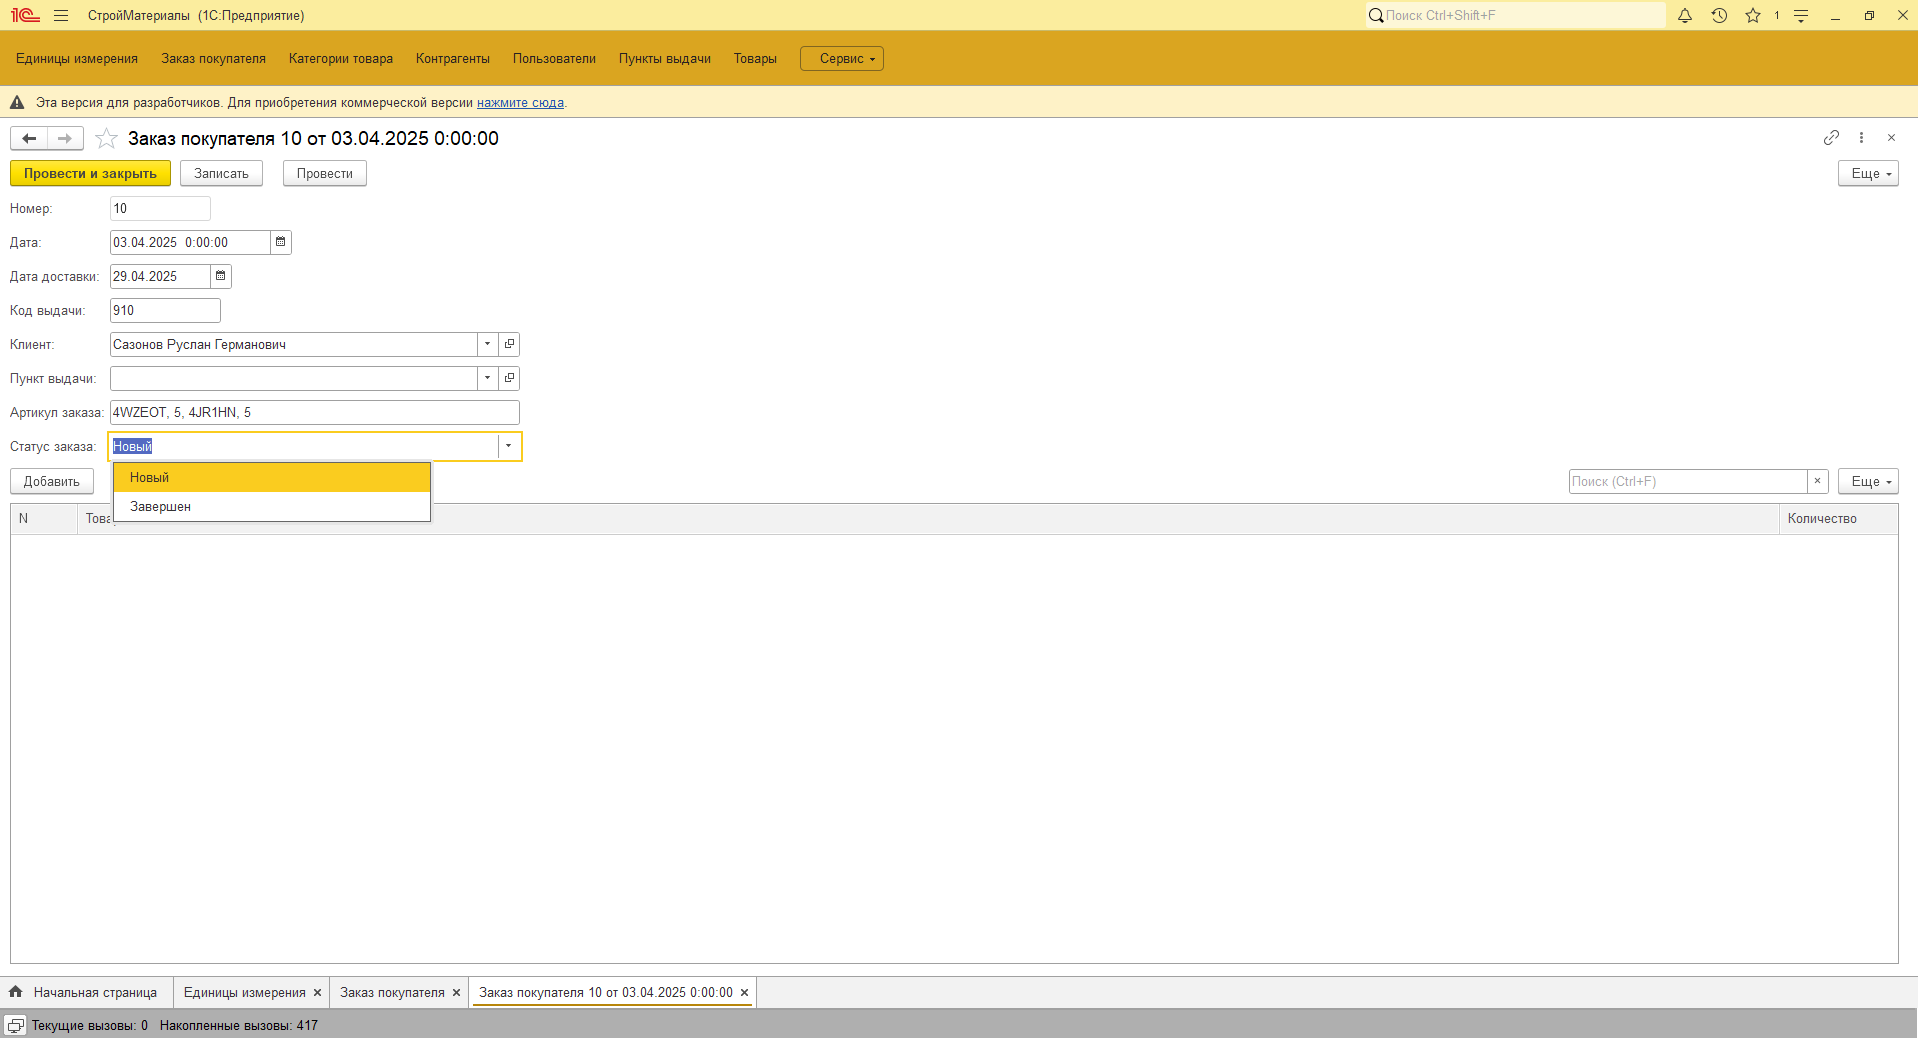 1С СтройМатериалы (1С:Предприятие) Поиск Ctrl+Shift+F 1
Единицы измерения Заказ покупателя Категории товара Контрагенты Пользователи Пункты выдачи Товары Сервис
Эта версия для разработчиков. Для приобретения коммерческой версии нажмите сюда.
Заказ покупателя 10 от 03.04.2025 0:00:00
Провести и закрыть Записать Провести Еще
Номер: 10
Дата: 03.04.2025 0:00:00
Дата доставки: 29.04.2025
Код выдачи: 910
Клиент: Сазонов Руслан Германович
Пункт выдачи:
Артикул заказа: 4WZEOT, 5, 4JR1HN, 5
Статус заказа: Новый
Новый
Добавить Поиск (Ctrl+F) Еще
Завершен
N Това Количество
Начальная страница Единицы измерения Заказ покупателя Заказ покупателя 10 от 03.04.2025 0:00:00
Текущие вызовы: 0 Накопленные вызовы: 417